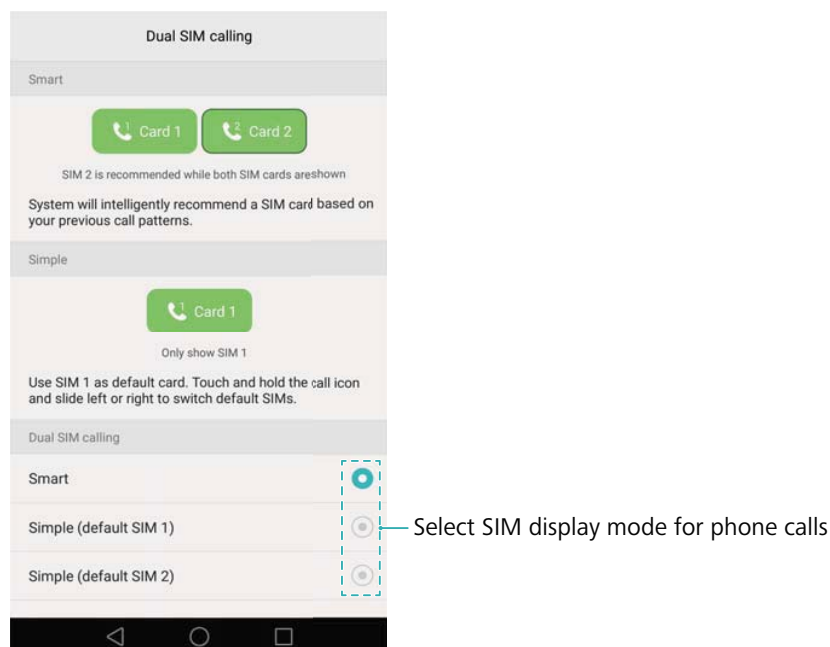 Dual SIM calling
Smart
1 Card 1
2 Card 2
SIM 2 is recommended while both SIM cards areshown
System will intelligently recommend a SIM card based on
your previous call patterns.
Simple
1 Card 1
Only show SIM 1
Use SIM 1 as default card. Touch and hold the call icon
and slide left or right to switch default SIMs.
Dual SIM calling
Smart
Simple (default SIM 1)
Select SIM display mode for phone calls
Simple (default SIM 2)